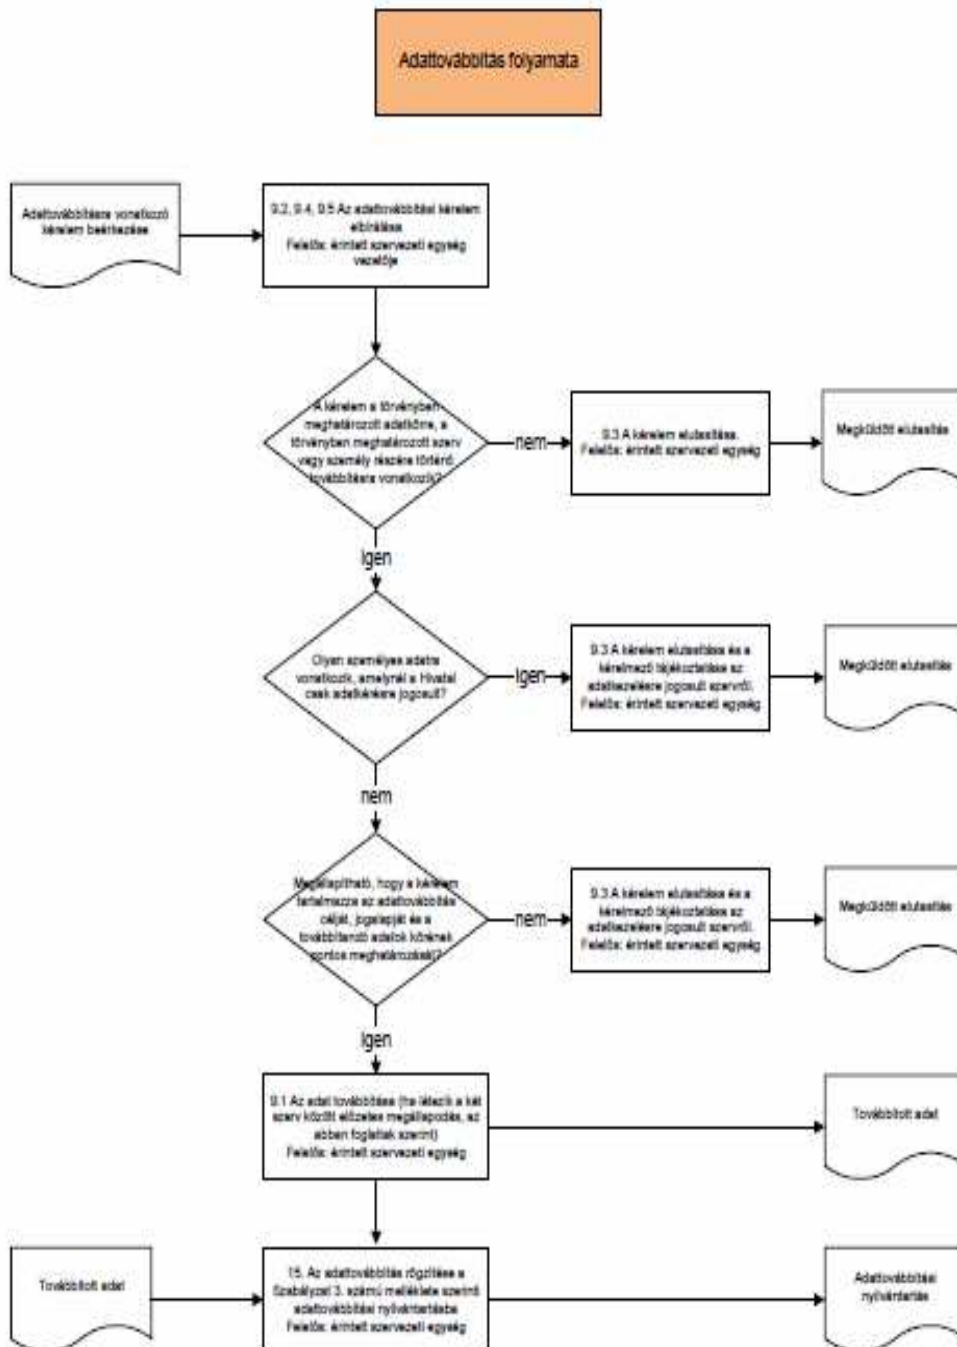 Adattovábbítás folyamata
Adattovábbításra vonatkozó
kérelem beérkezése
9.2, 9.4, 9.5 Az adattovábbítási kérelem
elbírálása
Felelős: érintett szervezeti egység
vezetője
A kérelem a törvényben
meghatározott adatkörre, a
törvényben meghatározott szerv
vagy személy részére történő
továbbításra vonatkozik?
nem
9.3 A kérelem elutasítása.
Felelős: érintett szervezeti egység
Megküldött elutasítás
Igen
Olyan személyes adatra
vonatkozik, amelynél a Hivatal
csak adatkérésre jogosult?
Igen
9.3 A kérelem elutasítása és a
kérelmező tájékoztatása az
adatkezelésre jogosult szervről.
Felelős: érintett szervezeti egység
Megküldött elutasítás
nem
Megállapítható, hogy a kérelem
tartalmazza az adattovábbítás
célját, jogalapját és a
továbbítandó adatok körének
pontos meghatározását?
nem
9.3 A kérelem elutasítása és a
kérelmező tájékoztatása az
adatkezelésre jogosult szervről.
Felelős: érintett szervezeti egység
Megküldött elutasítás
Igen
9.1 Az adat továbbítása (ha létezik a két
szerv között előzetes megállapodás, az
abban foglaltak szerint)
Felelős: érintett szervezeti egység
Továbbított adat
Továbbított adat
15. Az adattovábbítás rögzítése a
Szabályzat 3. számú melléklete szerinti
adattovábbítási nyilvántartásba
Felelős: érintett szervezeti egység
Adattovábbítási
nyilvántartás